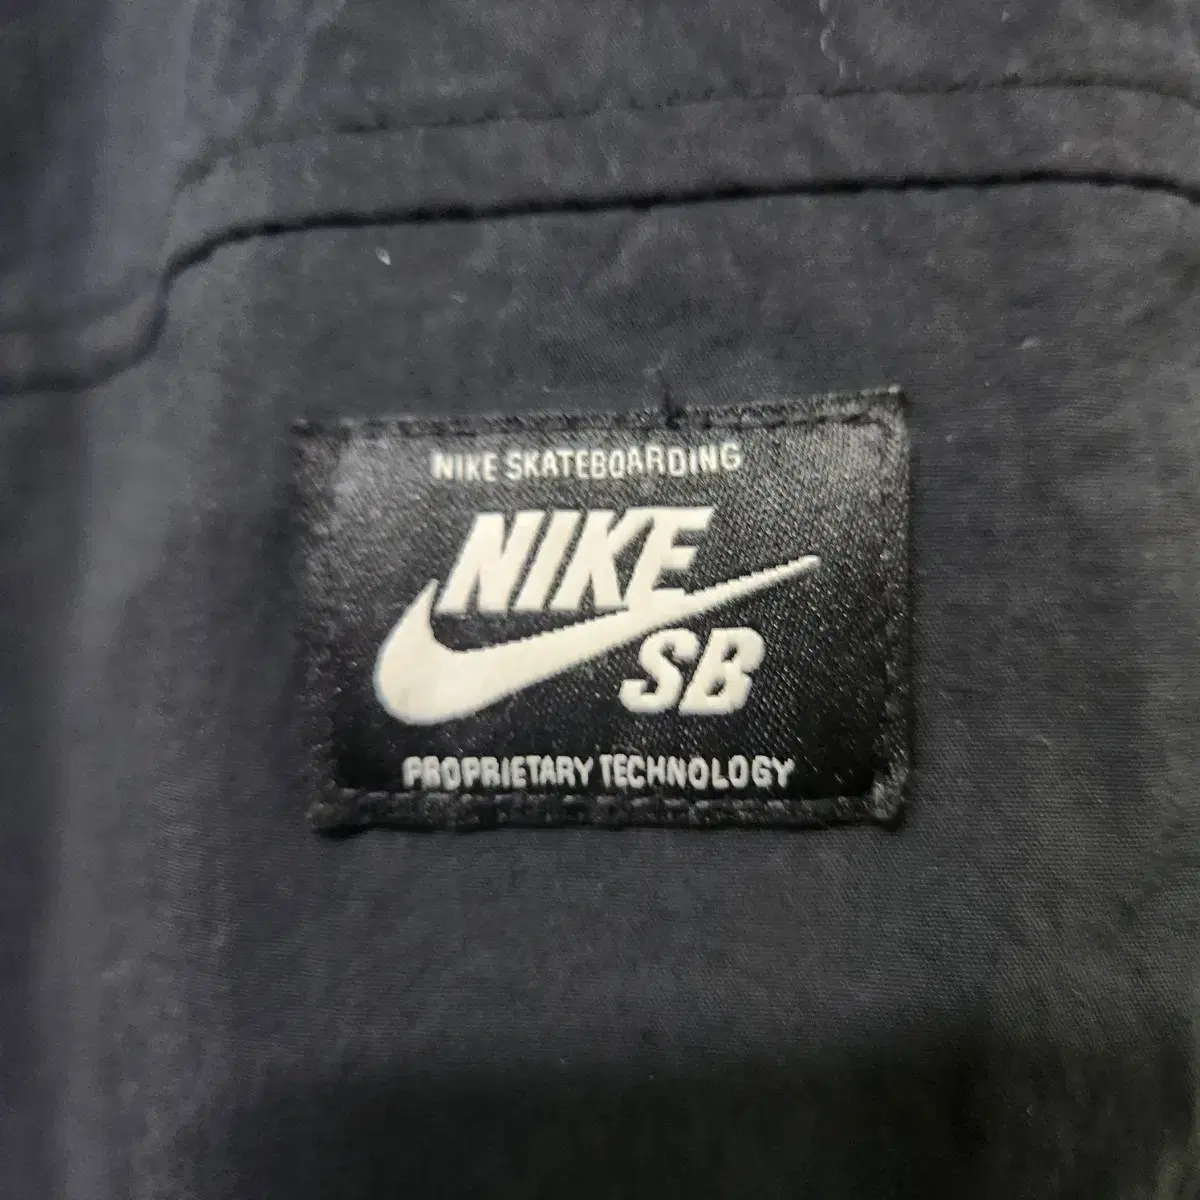 NIKE SKATEBOARDING
NIKE
SB
PROPRIETARY TECHNOLOGY